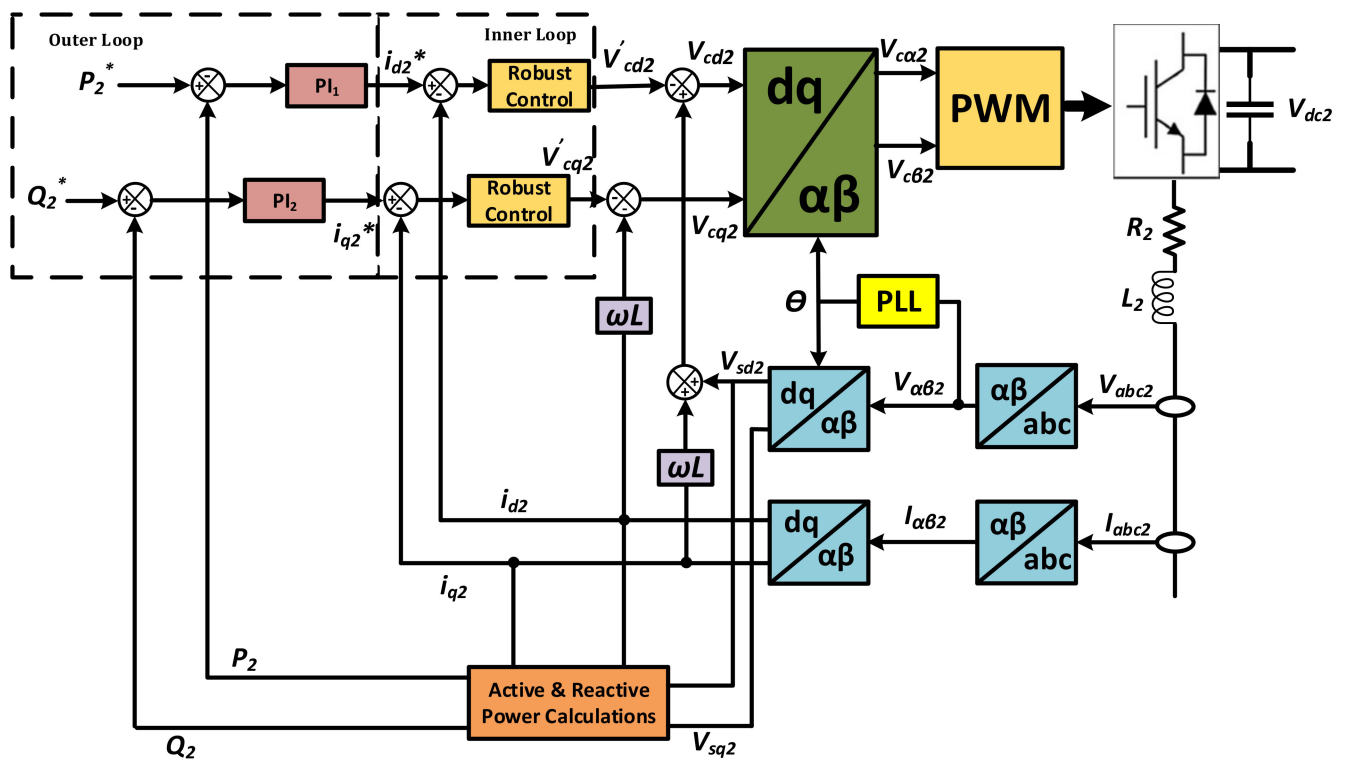 Outer Loop
Inner Loop
P2*
PI1
id2*
Robust
Control
V'cd2
Vcd2
dq
αβ
Vcα2
Vcβ2
PWM
Vdc2
Q2*
PI2
iq2*
Robust
Control
V'cq2
Vcq2
R2
L2
ωL
θ
PLL
Vsd2
dq
αβ
Vαβ2
αβ
abc
Vabc2
ωL
id2
dq
αβ
Iαβ2
αβ
abc
Iabc2
iq2
P2
Active & Reactive
Power Calculations
Q2
Vsq2